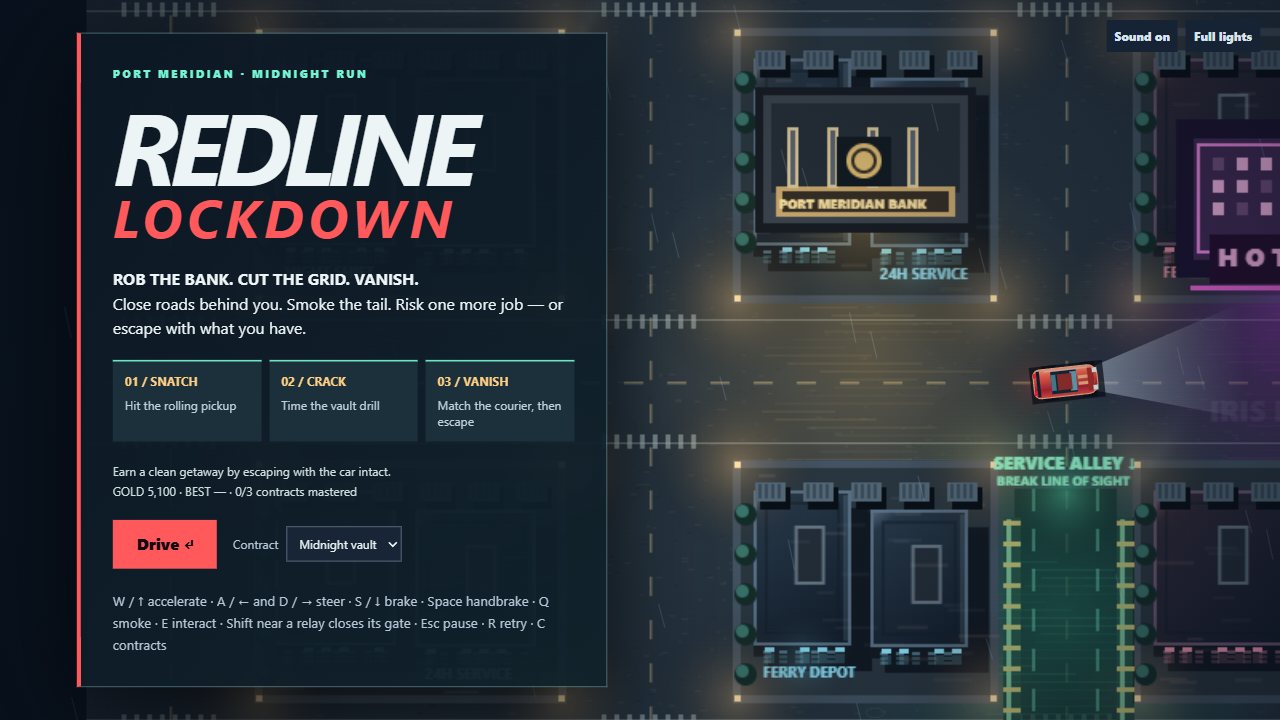 Sound on
Full lights
PORT MERIDIAN · MIDNIGHT RUN
REDLINE
LOCKDOWN
ROB THE BANK. CUT THE GRID. VANISH.
Close roads behind you. Smoke the tail. Risk one more job — or
escape with what you have.
01 / SNATCH
Hit the rolling pickup
02 / CRACK
Time the vault drill
03 / VANISH
Match the courier, then
escape
Earn a clean getaway by escaping with the car intact.
GOLD 5,100 · BEST — · 0/3 contracts mastered
Drive ↵
Contract
Midnight vault
W / ↑ accelerate · A / ← and D / → steer · S / ↓ brake · Space handbrake · Q
smoke · E interact · Shift near a relay closes its gate · Esc pause · R retry · C
contracts
24H SERVICE
PORT MERIDIAN BANK
24H SERVICE
FE
HOT
IRIS
SERVICE ALLEY ↓
BREAK LINE OF SIGHT
FERRY DEPOT